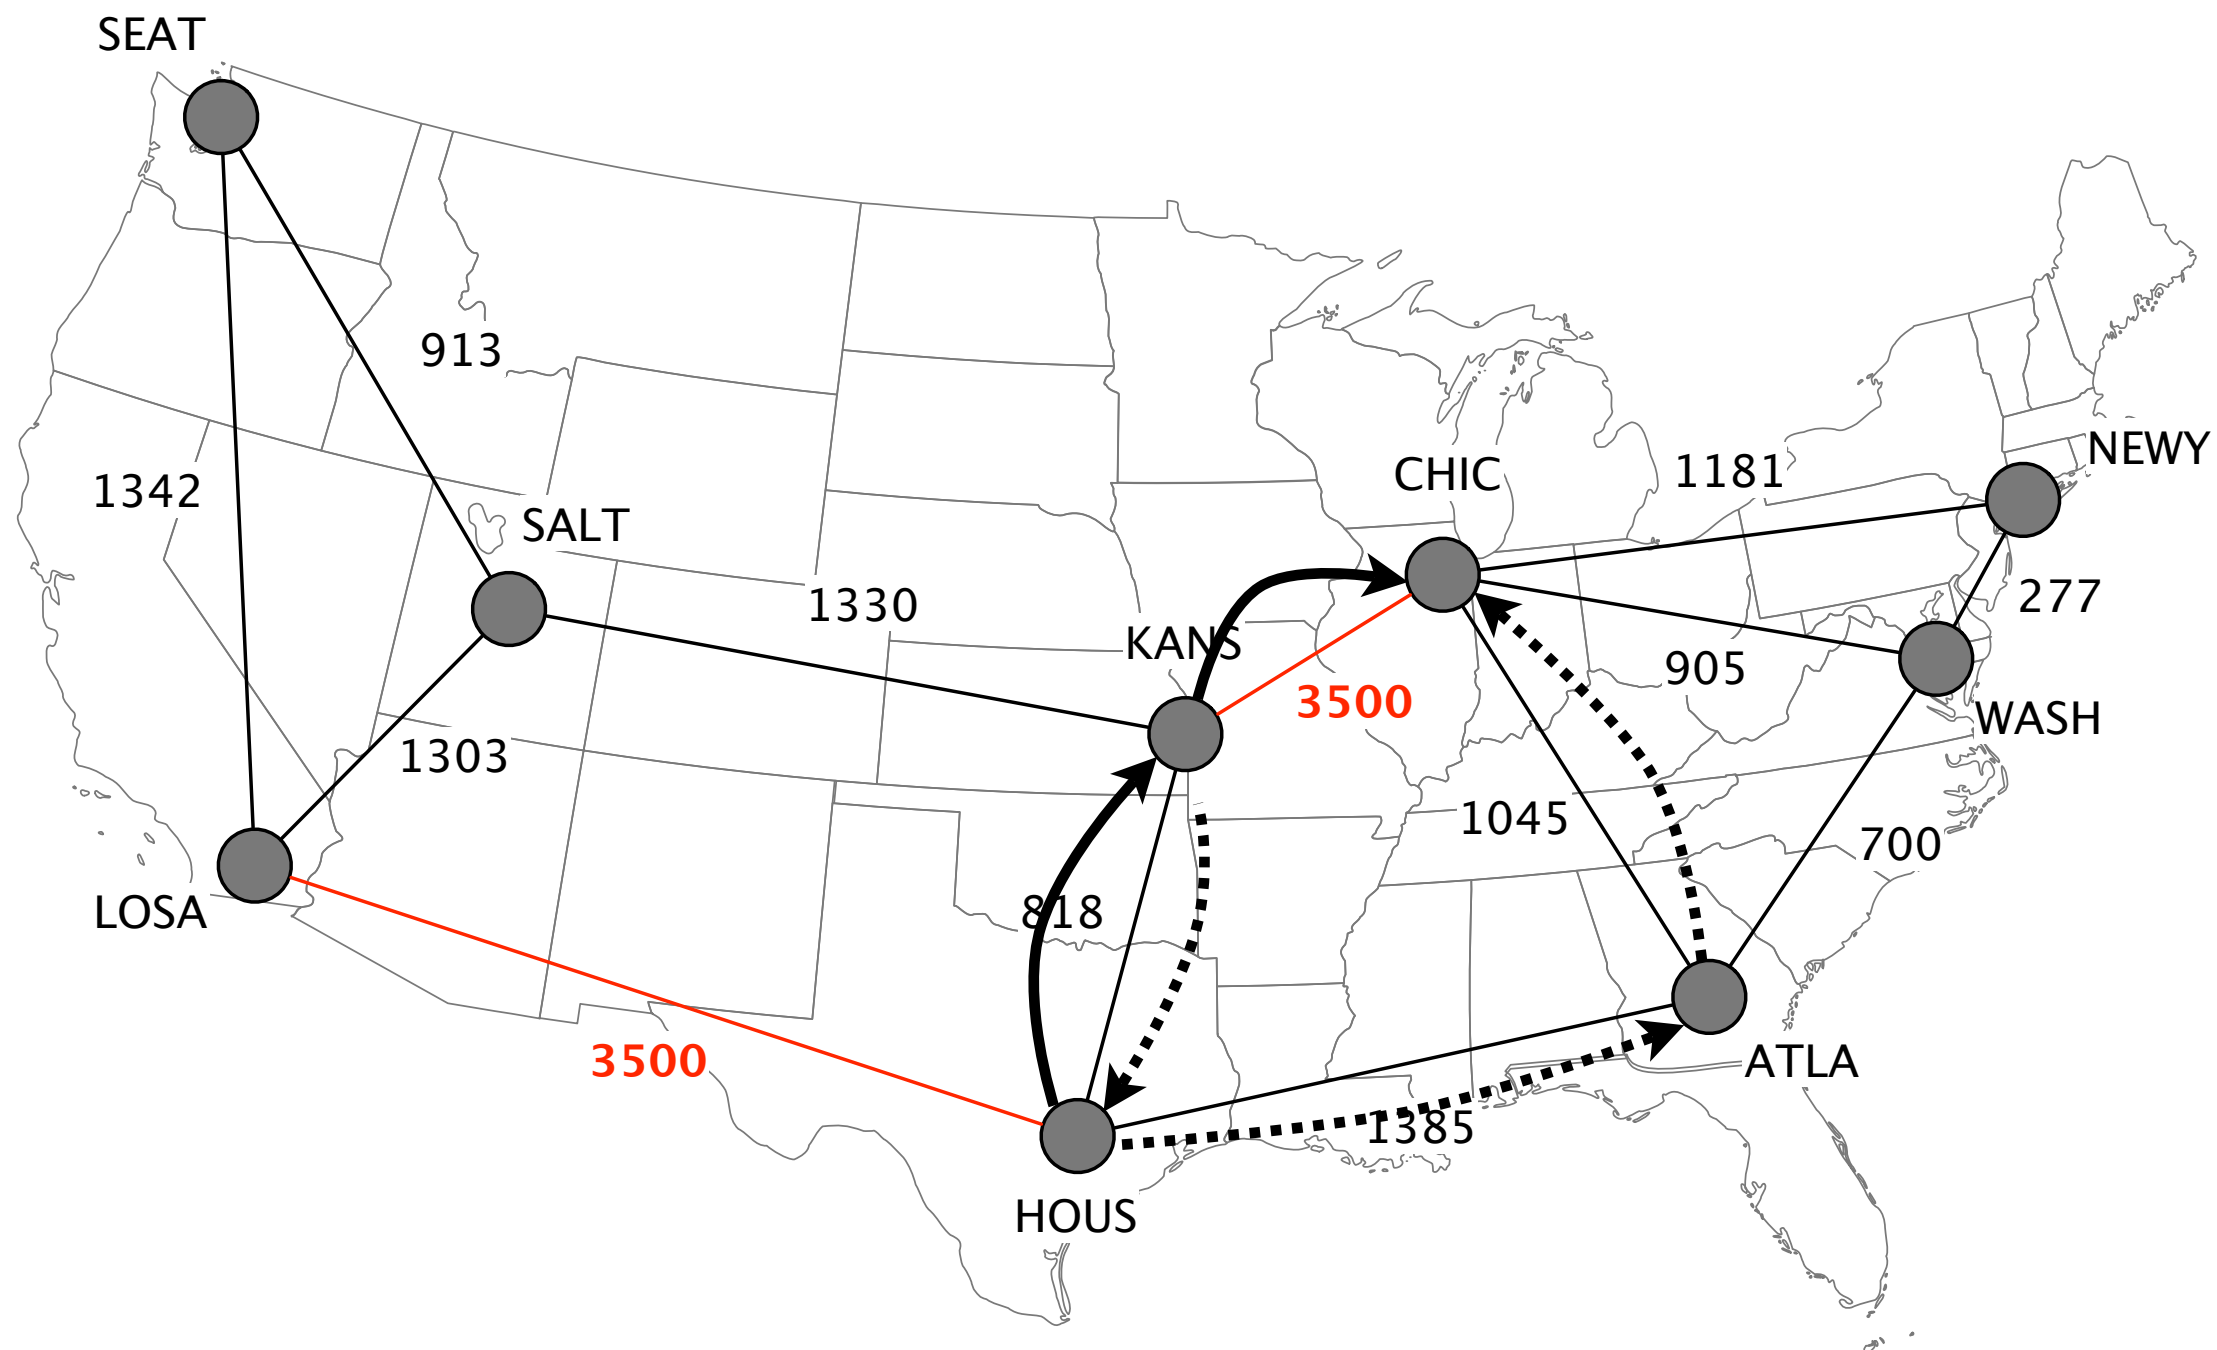 SEAT
913
NEWY
1181
CHIC
1342
SALT
277
1330
KANS
905
3500
WASH
1303
1045
700
818
LOSA
3500
ATLA
1385
HOUS